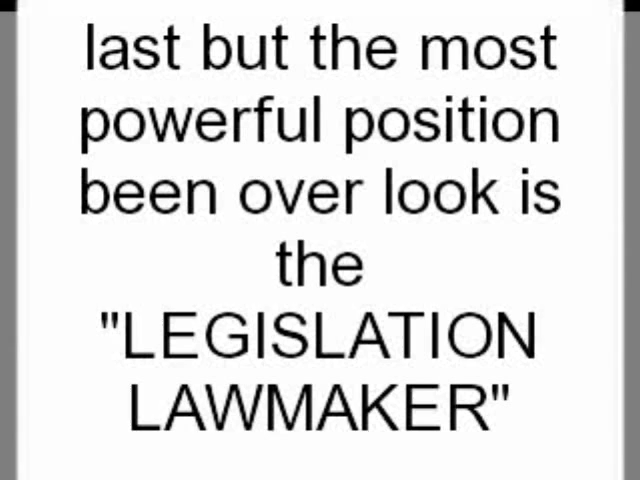 last but the most
powerful position
been over look is
the
"LEGISLATION
LAWMAKER"